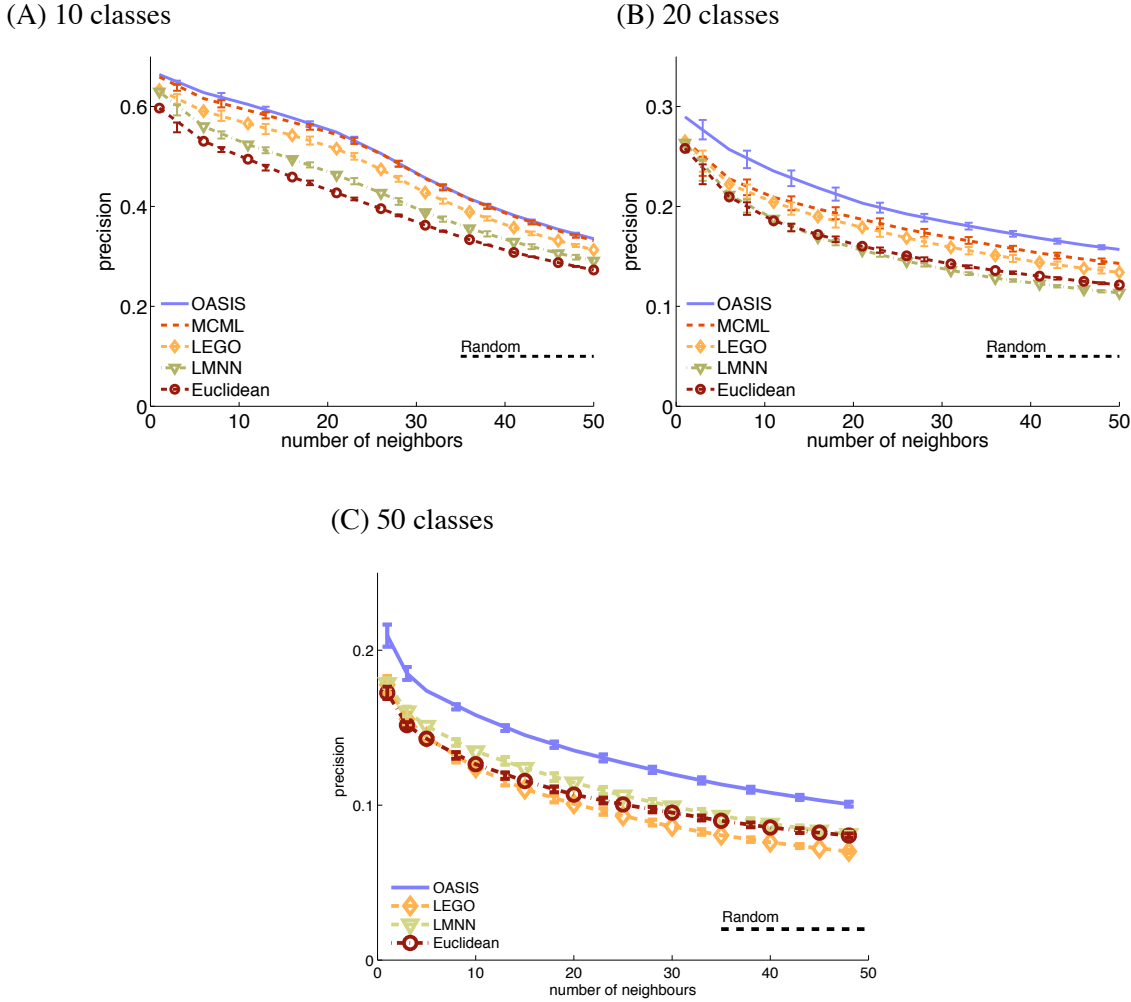 (A) 10 classes
(B) 20 classes
0.6
0.4
0.2
0
precision
OASIS
MCML
LEGO
LMNN
Euclidean
Random
0 10 20 30 40 50
number of neighbors
0.3
0.2
0.1
0
precision
OASIS
MCML
LEGO
LMNN
Euclidean
Random
0 10 20 30 40 50
number of neighbors
(C) 50 classes
0.2
0.1
0
precision
OASIS
LEGO
LMNN
Euclidean
Random
0 10 20 30 40 50
number of neighbours